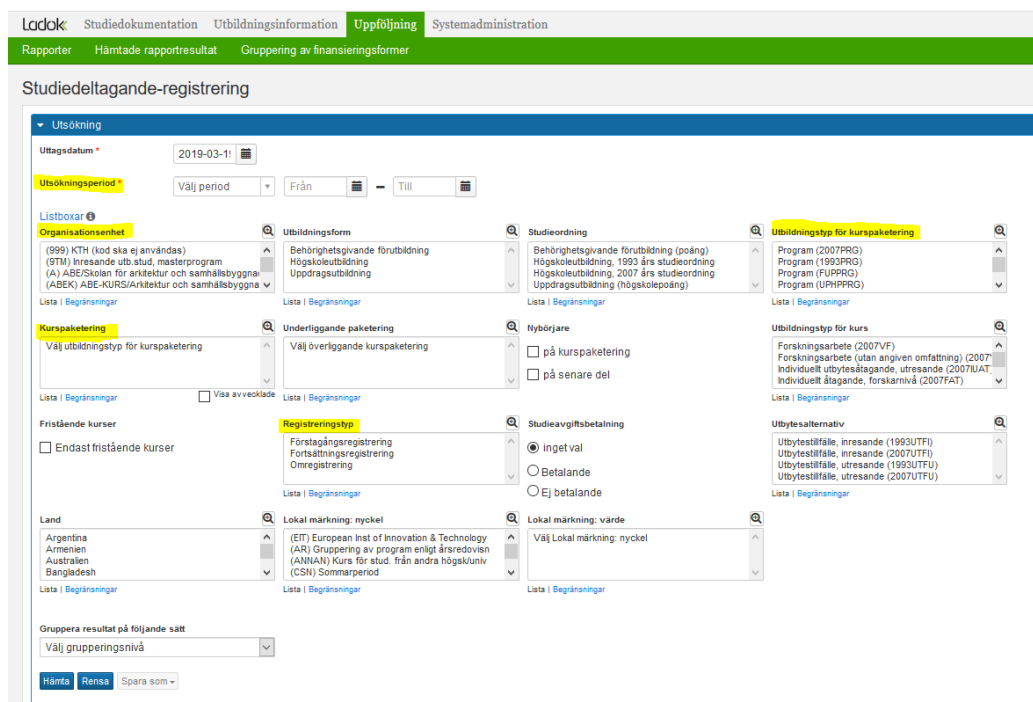 Ladok Studiedokumentation Utbildningsinformation Uppföljning Systemadministration
Rapporter Hämtade rapportresultat Gruppering av finansieringsformer
Studiedeltagande-registrering
Utsökning
Uttagsdatum *
2019-03-1
Utsökningsperiod *
Välj period
Från
–
Till
Listboxar
Organisationsenhet
(999) KTH (kod ska ej användas)
(9TM) Inresande utb.stud, masterprogram
(A) ABE/Skolan för arkitektur och samhällsbyggna
(ABEK) ABE-KURS/Arkitektur och samhällsbyggna
Lista | Begränsningar
Utbildningsform
Behörighetsgivande förutbildning
Högskoleutbildning
Uppdragsutbildning
Lista | Begränsningar
Studieordning
Behörighetsgivande förutbildning (poäng)
Högskoleutbildning, 1993 års studieordning
Högskoleutbildning, 2007 års studieordning
Uppdragsutbildning (högskolepoäng)
Lista | Begränsningar
Utbildningstyp för kurspaketering
Program (2007PRG)
Program (1993PRG)
Program (FUPPRG)
Program (UPHPPRG)
Lista | Begränsningar
Kurspaketering
Välj utbildningstyp för kurspaketering
Lista | Begränsningar
Visa avvecklade
Underliggande paketering
Välj överliggande kurspaketering
Lista | Begränsningar
Nybörjare
på kurspaketering
på senare del
Utbildningstyp för kurs
Forskningsarbete (2007VF)
Forskningsarbete (utan angiven omfattning) (2007
Individuellt utbytesåtagande, utresande (2007IUAT)
Individuellt åtagande, forskarnivå (2007FAT)
Lista | Begränsningar
Fristående kurser
Endast fristående kurser
Registreringstyp
Förstagångsregistrering
Fortsättningsregistrering
Omregistrering
Lista | Begränsningar
Studieavgiftsbetalning
inget val
Betalande
Ej betalande
Utbytesalternativ
Utbytestillfälle, inresande (1993UTFI)
Utbytestillfälle, inresande (2007UTFI)
Utbytestillfälle, utresande (1993UTFU)
Utbytestillfälle, utresande (2007UTFU)
Lista | Begränsningar
Land
Argentina
Armenien
Australien
Bangladesh
Lista | Begränsningar
Lokal märkning: nyckel
(EIT) European Inst of Innovation & Technology
(AR) Gruppering av program enligt årsredovisn
(ANNAN) Kurs för stud. från andra högsk/univ
(CSN) Sommarperiod
Lista | Begränsningar
Lokal märkning: värde
Välj Lokal märkning: nyckel
Lista | Begränsningar
Gruppera resultat på följande sätt
Välj grupperingsnivå
Hämta Rensa Spara som